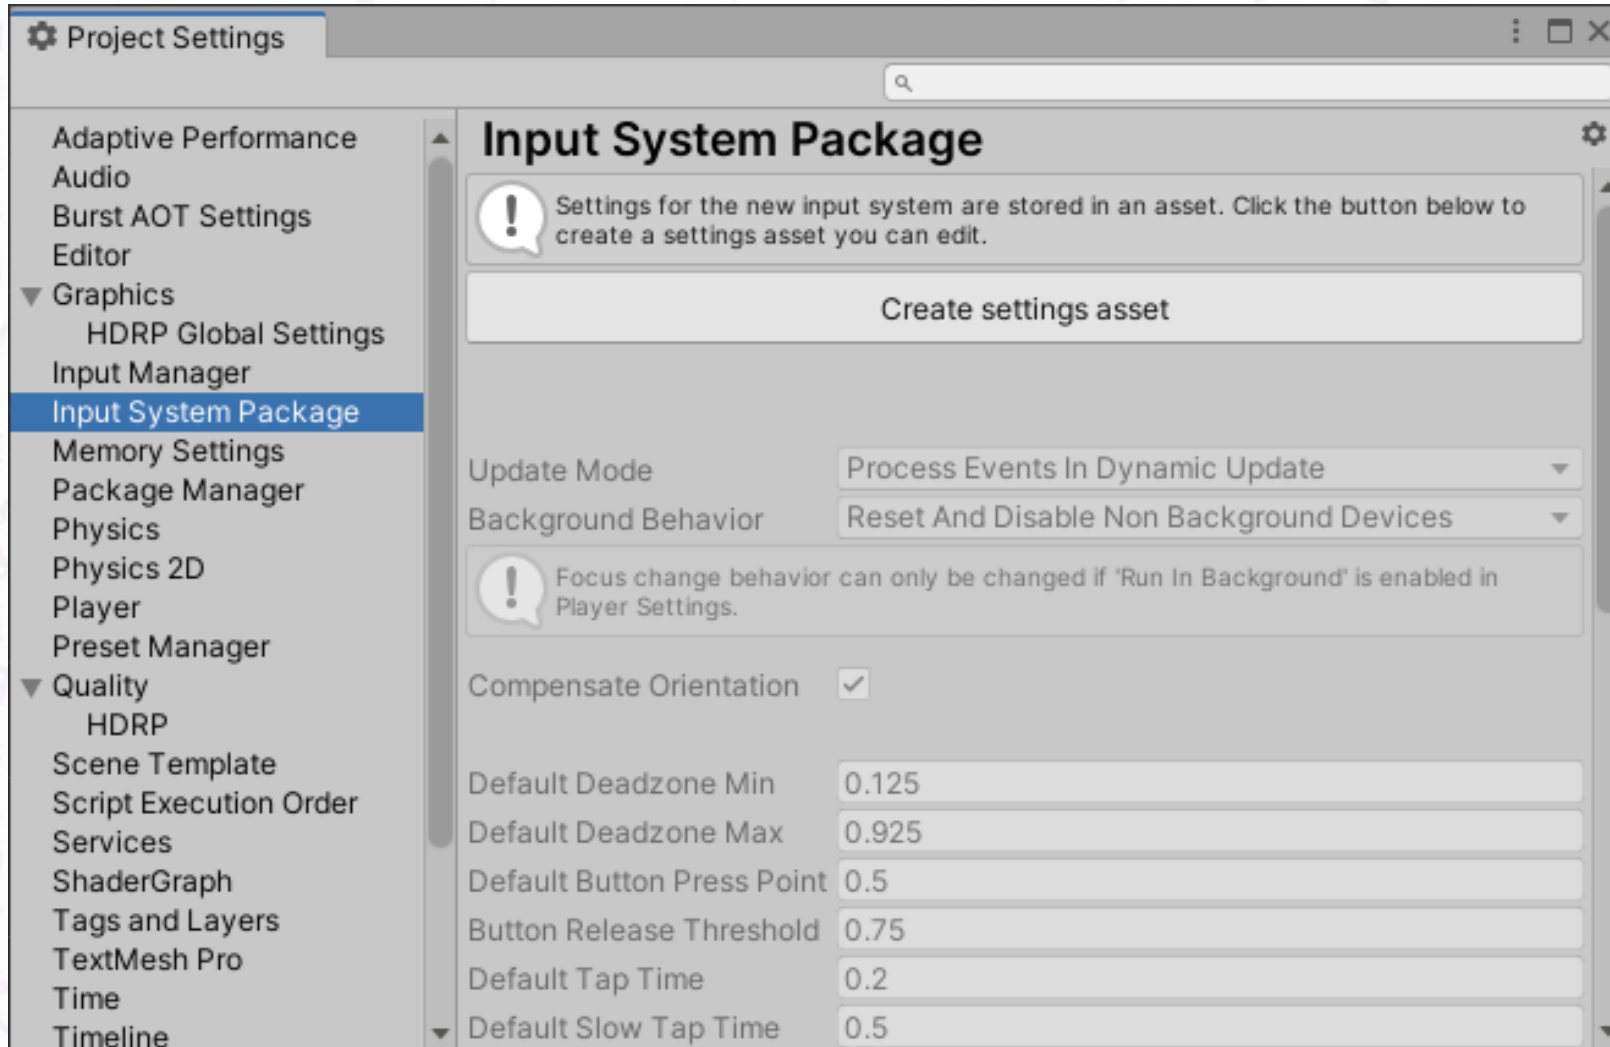 Project Settings
Adaptive Performance
Audio
Burst AOT Settings
Editor
Graphics
HDRP Global Settings
Input Manager
Input System Package
Memory Settings
Package Manager
Physics
Physics 2D
Player
Preset Manager
Quality
HDRP
Scene Template
Script Execution Order
Services
ShaderGraph
Tags and Layers
TextMesh Pro
Time
Timeline
Input System Package
Settings for the new input system are stored in an asset. Click the button below to
create a settings asset you can edit.
Create settings asset
Update Mode Process Events In Dynamic Update
Background Behavior Reset And Disable Non Background Devices
Focus change behavior can only be changed if 'Run In Background' is enabled in
Player Settings.
Compensate Orientation
Default Deadzone Min 0.125
Default Deadzone Max 0.925
Default Button Press Point 0.5
Button Release Threshold 0.75
Default Tap Time 0.2
Default Slow Tap Time 0.5